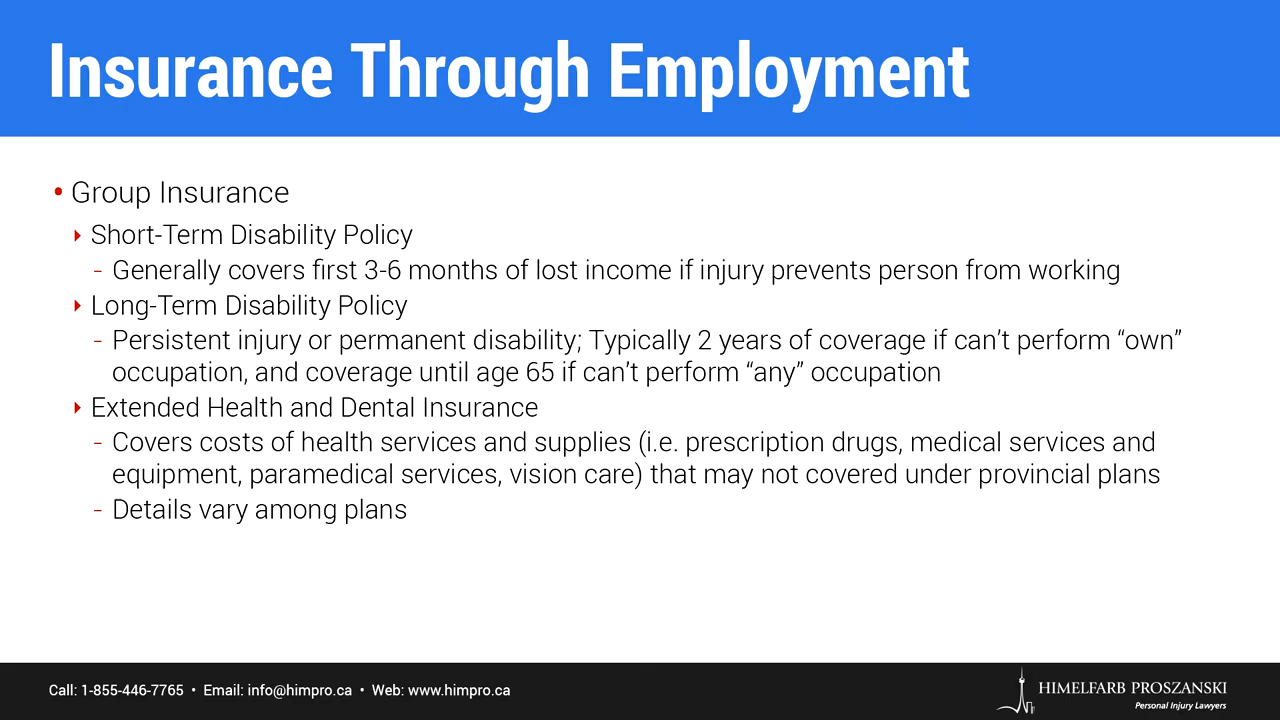 Insurance Through Employment
• Group Insurance
‣ Short-Term Disability Policy
- Generally covers first 3-6 months of lost income if injury prevents person from working
‣ Long-Term Disability Policy
- Persistent injury or permanent disability; Typically 2 years of coverage if can’t perform “own”
occupation, and coverage until age 65 if can’t perform “any” occupation
‣ Extended Health and Dental Insurance
- Covers costs of health services and supplies (i.e. prescription drugs, medical services and
equipment, paramedical services, vision care) that may not covered under provincial plans
- Details vary among plans
Call: 1-855-446-7765 • Email: info@himpro.ca • Web: www.himpro.ca
HIMELFARB PROSZANSKI
Personal Injury Lawyers